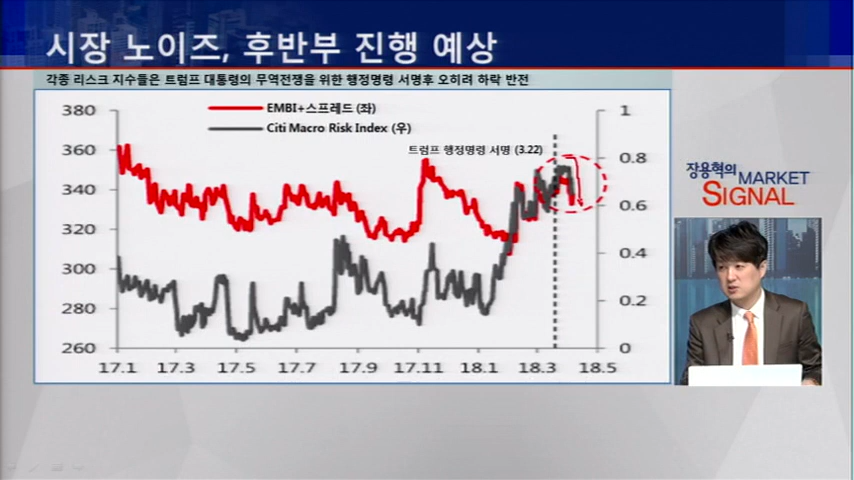 시장 노이즈, 후반부 진행 예상
각종 리스크 지수들은 트럼프 대통령의 무역전쟁을 위한 행정명령 서명후 오히려 하락 반전
EMBI+스프레드 (좌)
Citi Macro Risk Index (우)
트럼프 행정명령 서명 (3.22)
380
360
340
320
300
280
260
1
0.8
0.6
0.4
0.2
0
17.1 17.3 17.5 17.7 17.9 17.11 18.1 18.3 18.5
장용혁의
MARKET
SIGNAL